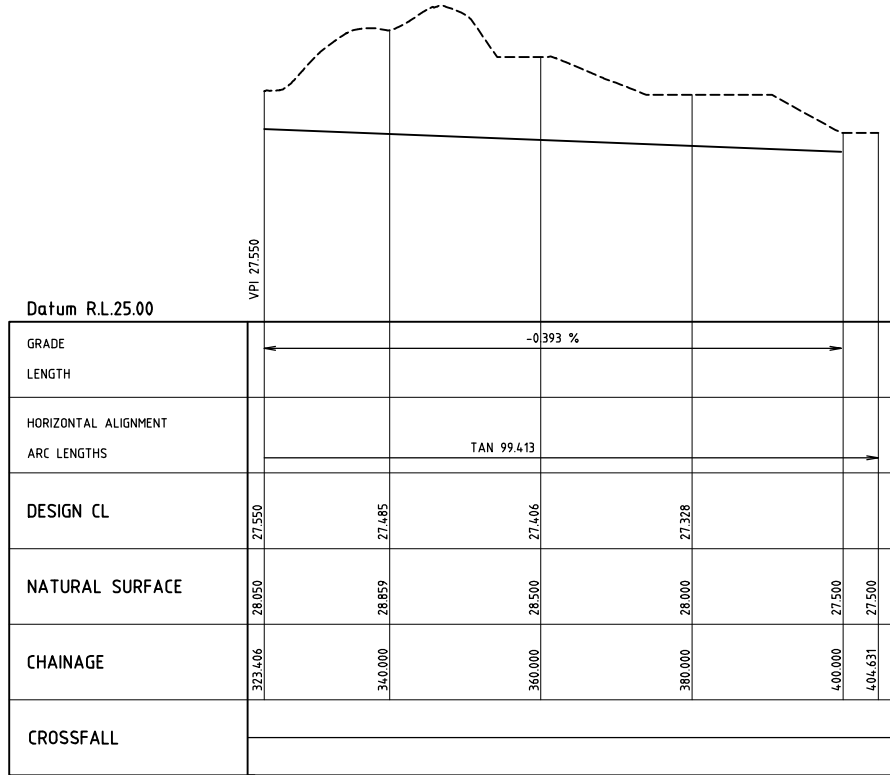 VPI 27.550
Datum R.L.25.00
GRADE
-0.393 %
LENGTH
HORIZONTAL ALIGNMENT
ARC LENGTHS
TAN 99.413
DESIGN CL
27.550
27.485
27.406
27.328
NATURAL SURFACE
28.050
28.859
28.500
28.000
27.500
27.500
CHAINAGE
323.406
340.000
360.000
380.000
400.000
404.631
CROSSFALL